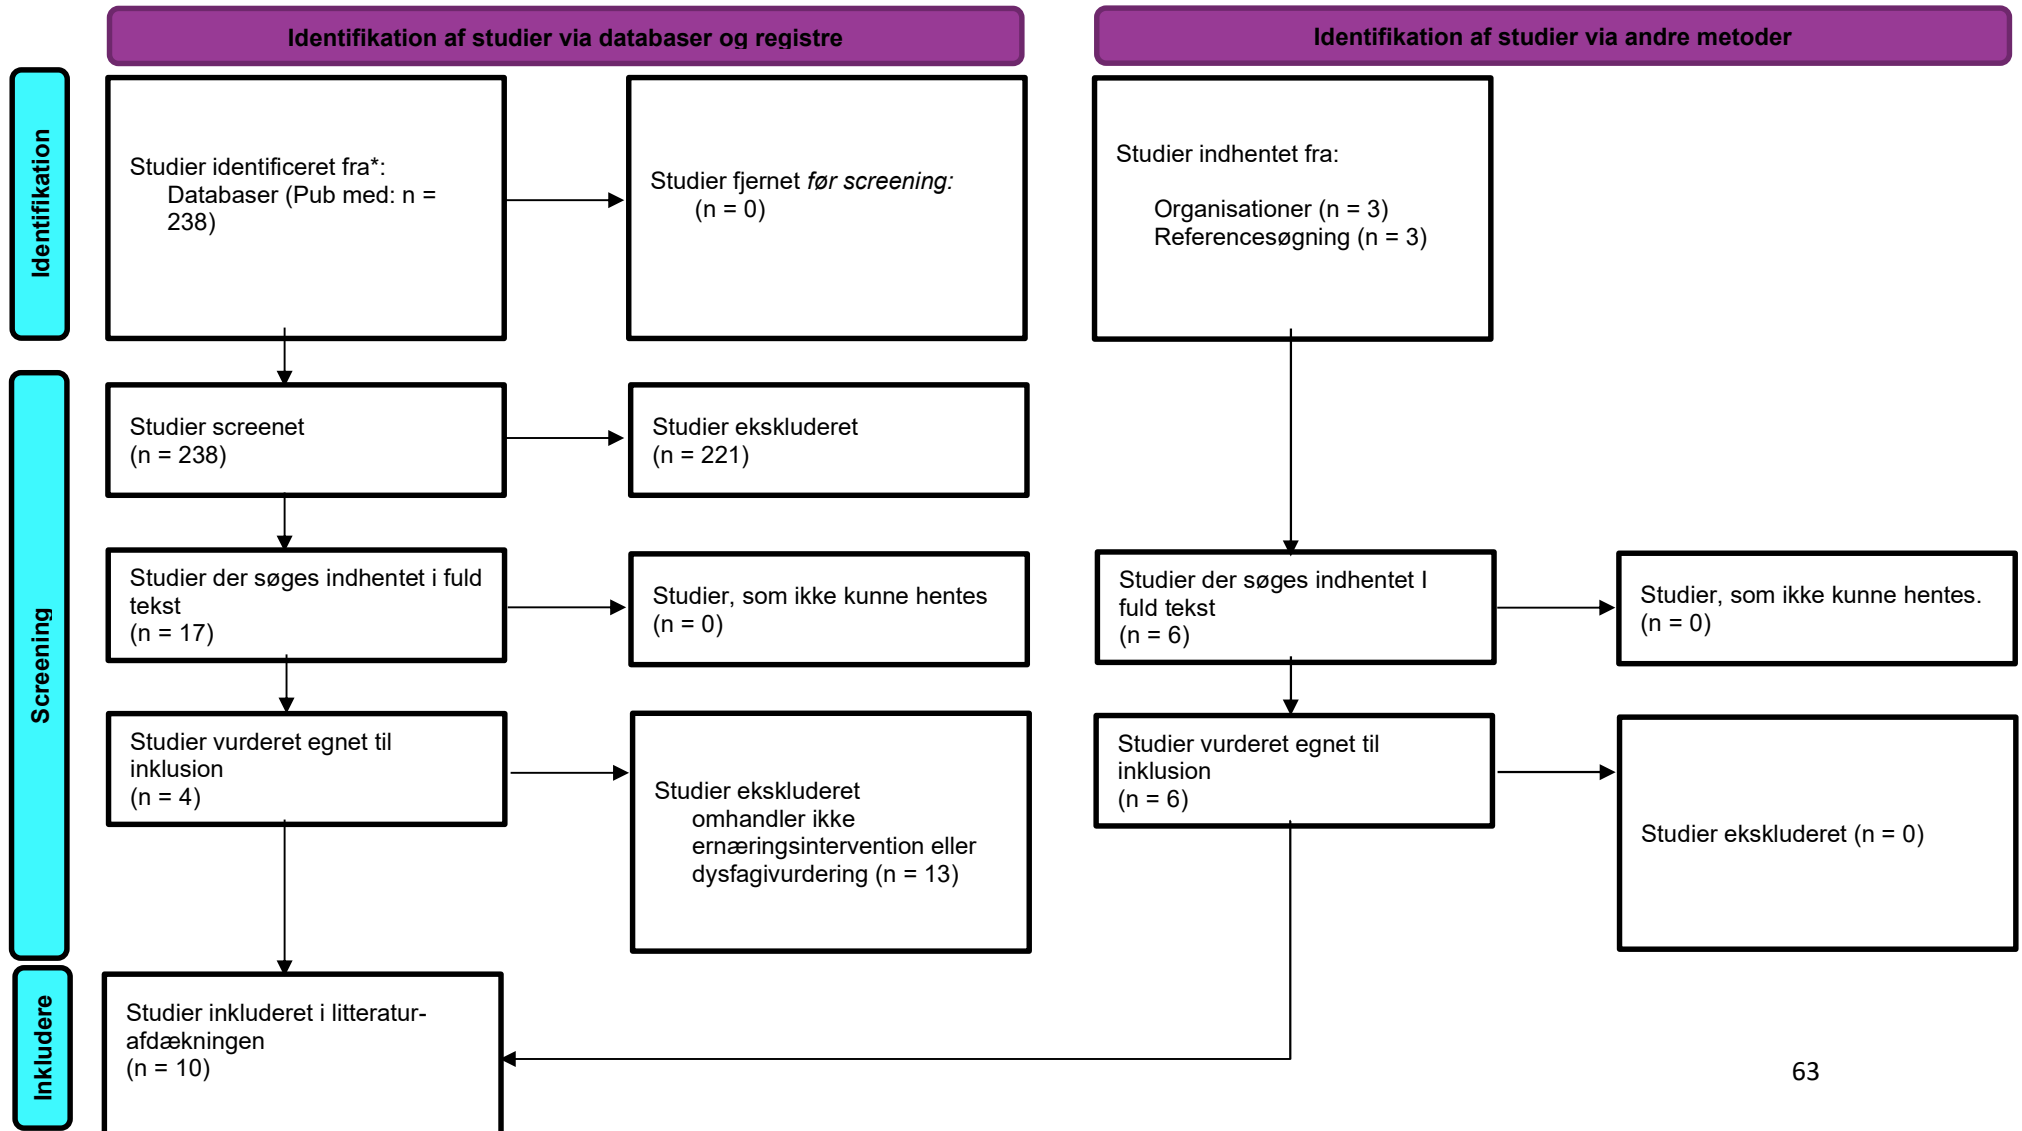 Identifikation af studier via databaser og registre
Identifikation af studier via andre metoder
Identifikation
Studier identificeret fra*:
Databaser (Pub med: n =
238)
Studier fjernet før screening:
(n = 0)
Studier indhentet fra:
Organisationer (n = 3)
Referencesøgning (n = 3)
Screening
Studier screenet
(n = 238)
Studier ekskluderet
(n = 221)
Studier der søges indhentet i fuld
tekst
(n = 17)
Studier, som ikke kunne hentes
(n = 0)
Studier der søges indhentet I
fuld tekst
(n = 6)
Studier, som ikke kunne hentes.
(n = 0)
Studier vurderet egnet til
inklusion
(n = 4)
Studier ekskluderet
omhandler ikke
ernæringsintervention eller
dysfagivurdering (n = 13)
Studier vurderet egnet til
inklusion
(n = 6)
Studier ekskluderet (n = 0)
Inkludere
Studier inkluderet i litteratur-
afdækningen
(n = 10)
63